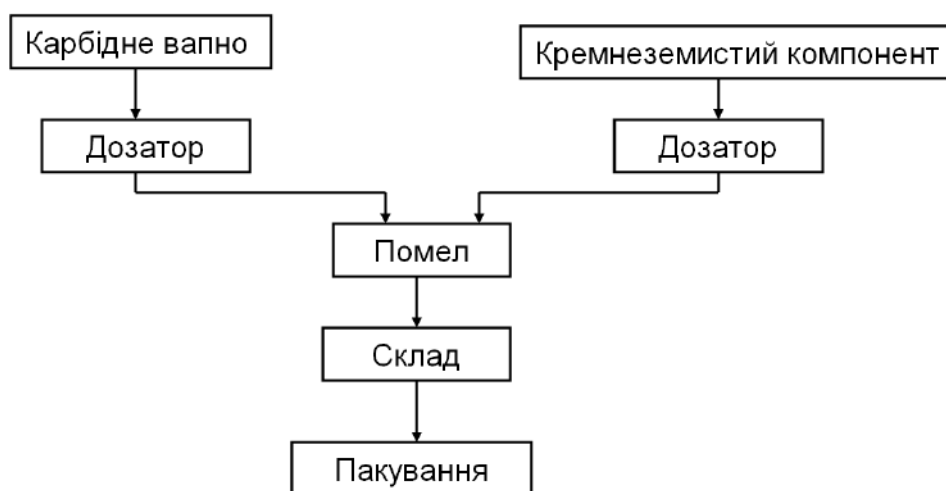 Карбідне вапно
Кремнеземистий компонент
Дозатор
Дозатор
Помел
Склад
Пакування